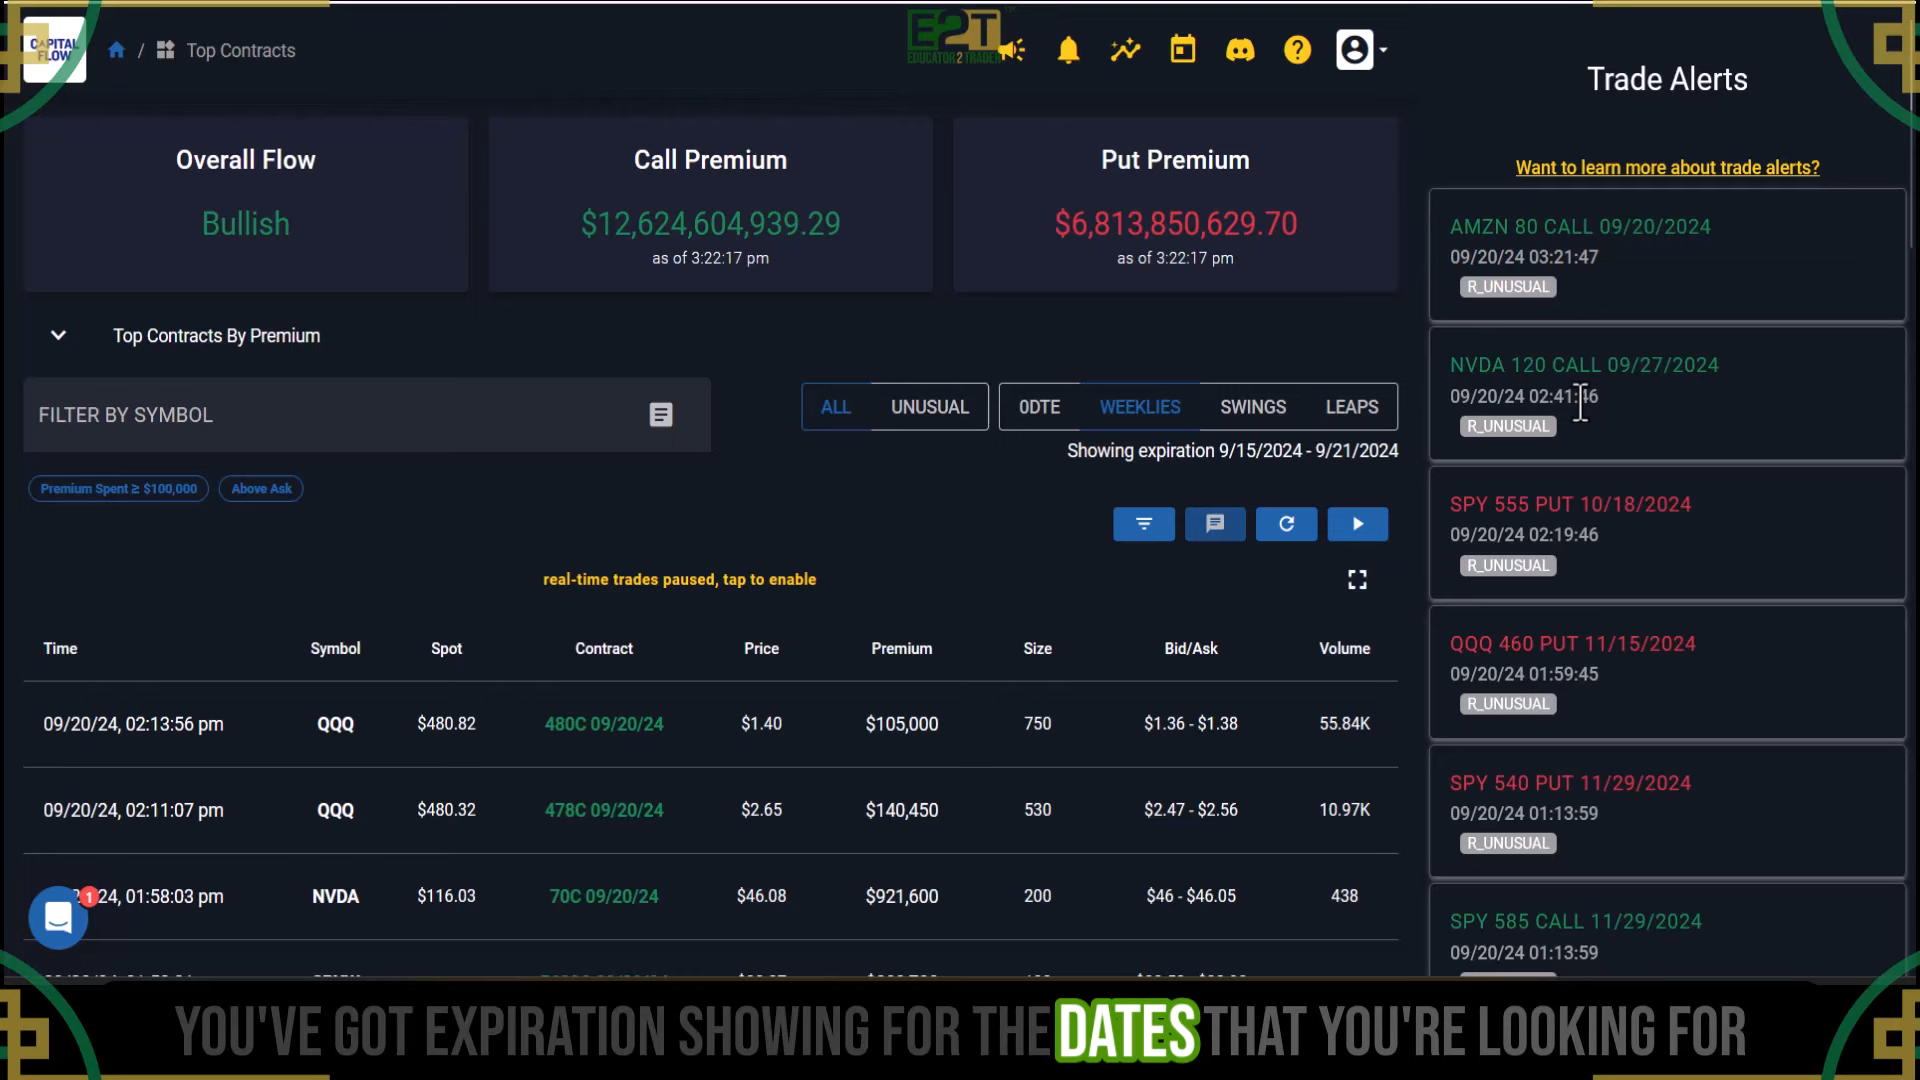 CAPITAL
FLOW
/ Top Contracts
E2T
EDUCATOR2TRADER
Trade Alerts
Want to learn more about trade alerts?
Overall Flow
Bullish
Call Premium
$12,624,604,939.29
as of 3:22:17 pm
Put Premium
$6,813,850,629.70
as of 3:22:17 pm
Top Contracts By Premium
FILTER BY SYMBOL
ALL UNUSUAL 0DTE WEEKLIES SWINGS LEAPS
Showing expiration 9/15/2024 - 9/21/2024
Premium Spent ≥ $100,000 Above Ask
real-time trades paused, tap to enable
Time Symbol Spot Contract Price Premium Size Bid/Ask Volume
09/20/24, 02:13:56 pm QQQ $480.82 480C 09/20/24 $1.40 $105,000 750 $1.36 - $1.38 55.84K
09/20/24, 02:11:07 pm QQQ $480.32 478C 09/20/24 $2.65 $140,450 530 $2.47 - $2.56 10.97K
24, 01:58:03 pm NVDA $116.03 70C 09/20/24 $46.08 $921,600 200 $46 - $46.05 438
1
AMZN 80 CALL 09/20/2024
09/20/24 03:21:47
R_UNUSUAL
NVDA 120 CALL 09/27/2024
09/20/24 02:41:46
R_UNUSUAL
SPY 555 PUT 10/18/2024
09/20/24 02:19:46
R_UNUSUAL
QQQ 460 PUT 11/15/2024
09/20/24 01:59:45
R_UNUSUAL
SPY 540 PUT 11/29/2024
09/20/24 01:13:59
R_UNUSUAL
SPY 585 CALL 11/29/2024
09/20/24 01:13:59
YOU'VE GOT EXPIRATION SHOWING FOR THE DATES THAT YOU'RE LOOKING FOR